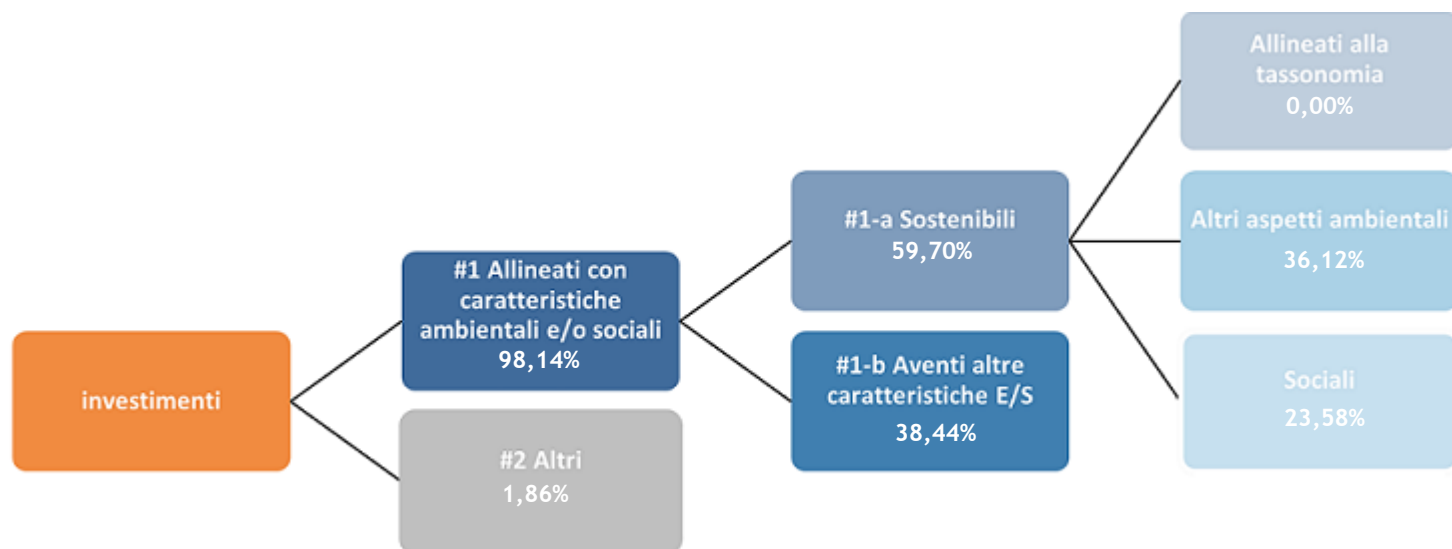 investimenti
#1 Allineati con
caratteristiche
ambientali e/o sociali
98,14%
#2 Altri
1,86%
#1-a Sostenibili
59,70%
#1-b Aventi altre
caratteristiche E/S
38,44%
Allineati alla
tassonomia
0,00%
Altri aspetti ambientali
36,12%
Sociali
23,58%